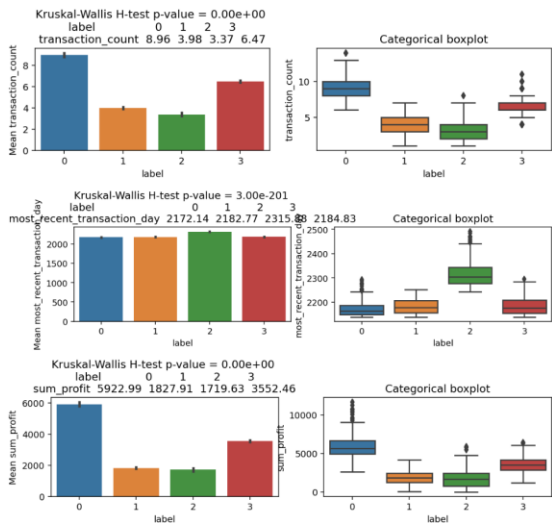 Kruskal-Wallis H-test p-value = 0.00e+00
label 0 1 2 3
transaction_count 8.96 3.98 3.37 6.47
Mean transaction_count
8
6
4
2
0
0 1 2 3
label
Categorical boxplot
transaction_count
10
5
0 1 2 3
label
Kruskal-Wallis H-test p-value = 3.00e-201
label 0 1 2 3
most_recent_transaction_day 2172.14 2182.77 2315.88 2184.83
Mean most_recent_transaction_day
2000
1500
1000
500
0
0 1 2 3
label
Categorical boxplot
most_recent_transaction_day
2500
2400
2300
2200
0 1 2 3
label
Kruskal-Wallis H-test p-value = 0.00e+00
label 0 1 2 3
sum_profit 5922.99 1827.91 1719.63 3552.46
Mean sum_profit
6000
4000
2000
0
0 1 2 3
label
Categorical boxplot
sum_profit
10000
5000
0
0 1 2 3
label